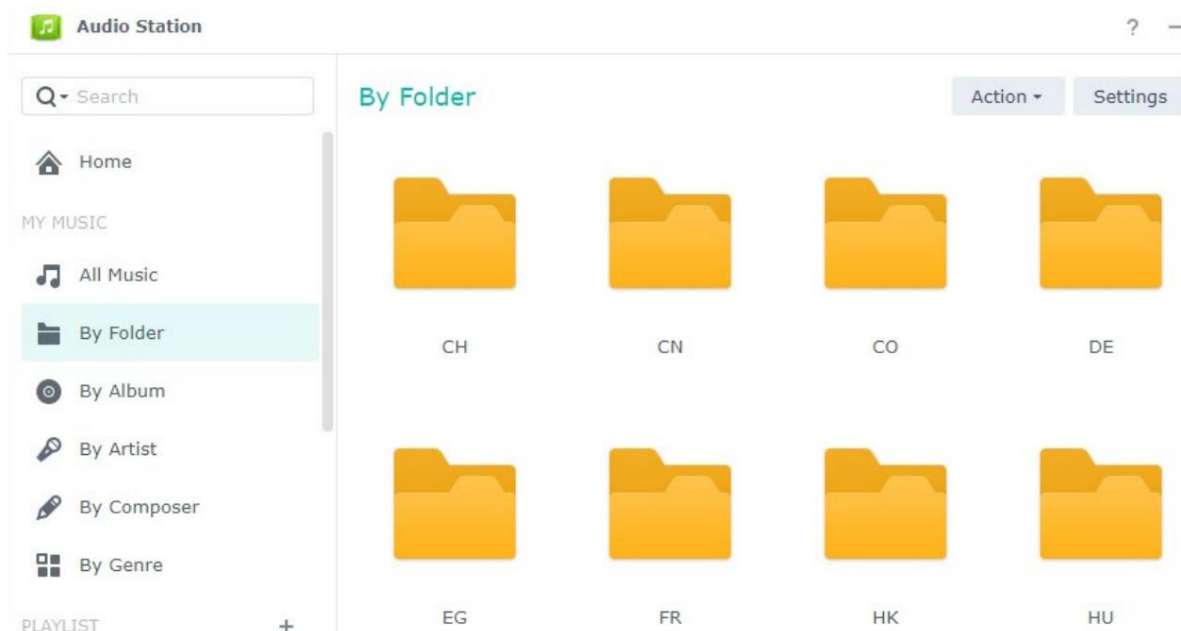 Audio Station
?
Search
Home
MY MUSIC
All Music
By Folder
By Album
By Artist
By Composer
By Genre
PLAYLIST +
By Folder
Action
Settings
CH CN CO DE
EG FR HK HU